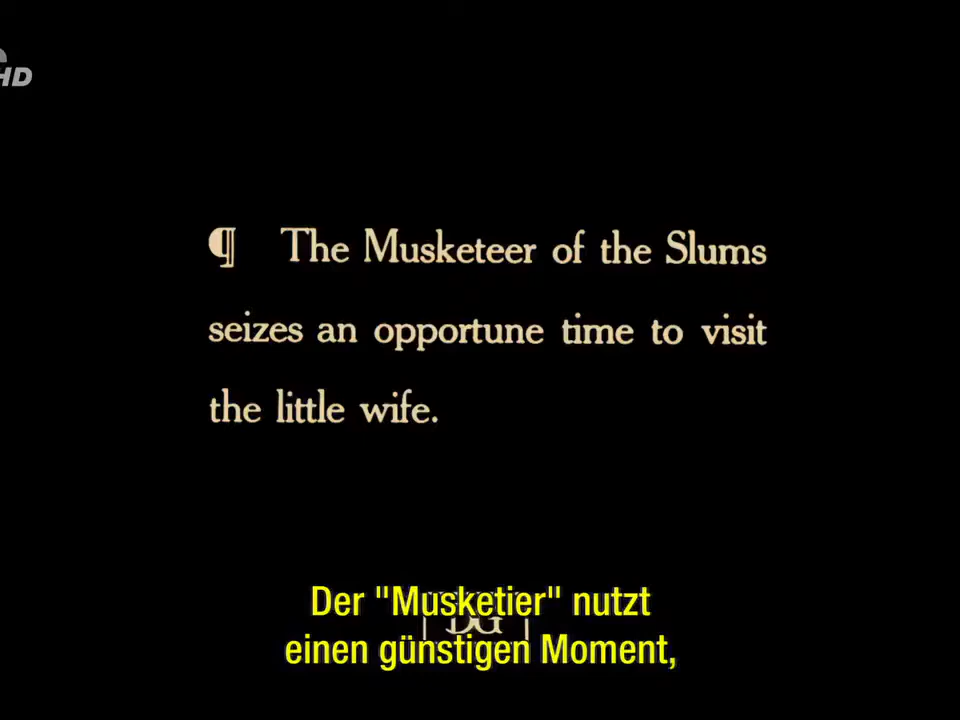 HD
¶ The Musketeer of the Slums
seizes an opportune time to visit
the little wife.
Der "Musketier" nutzt
DG
einen günstigen Moment,